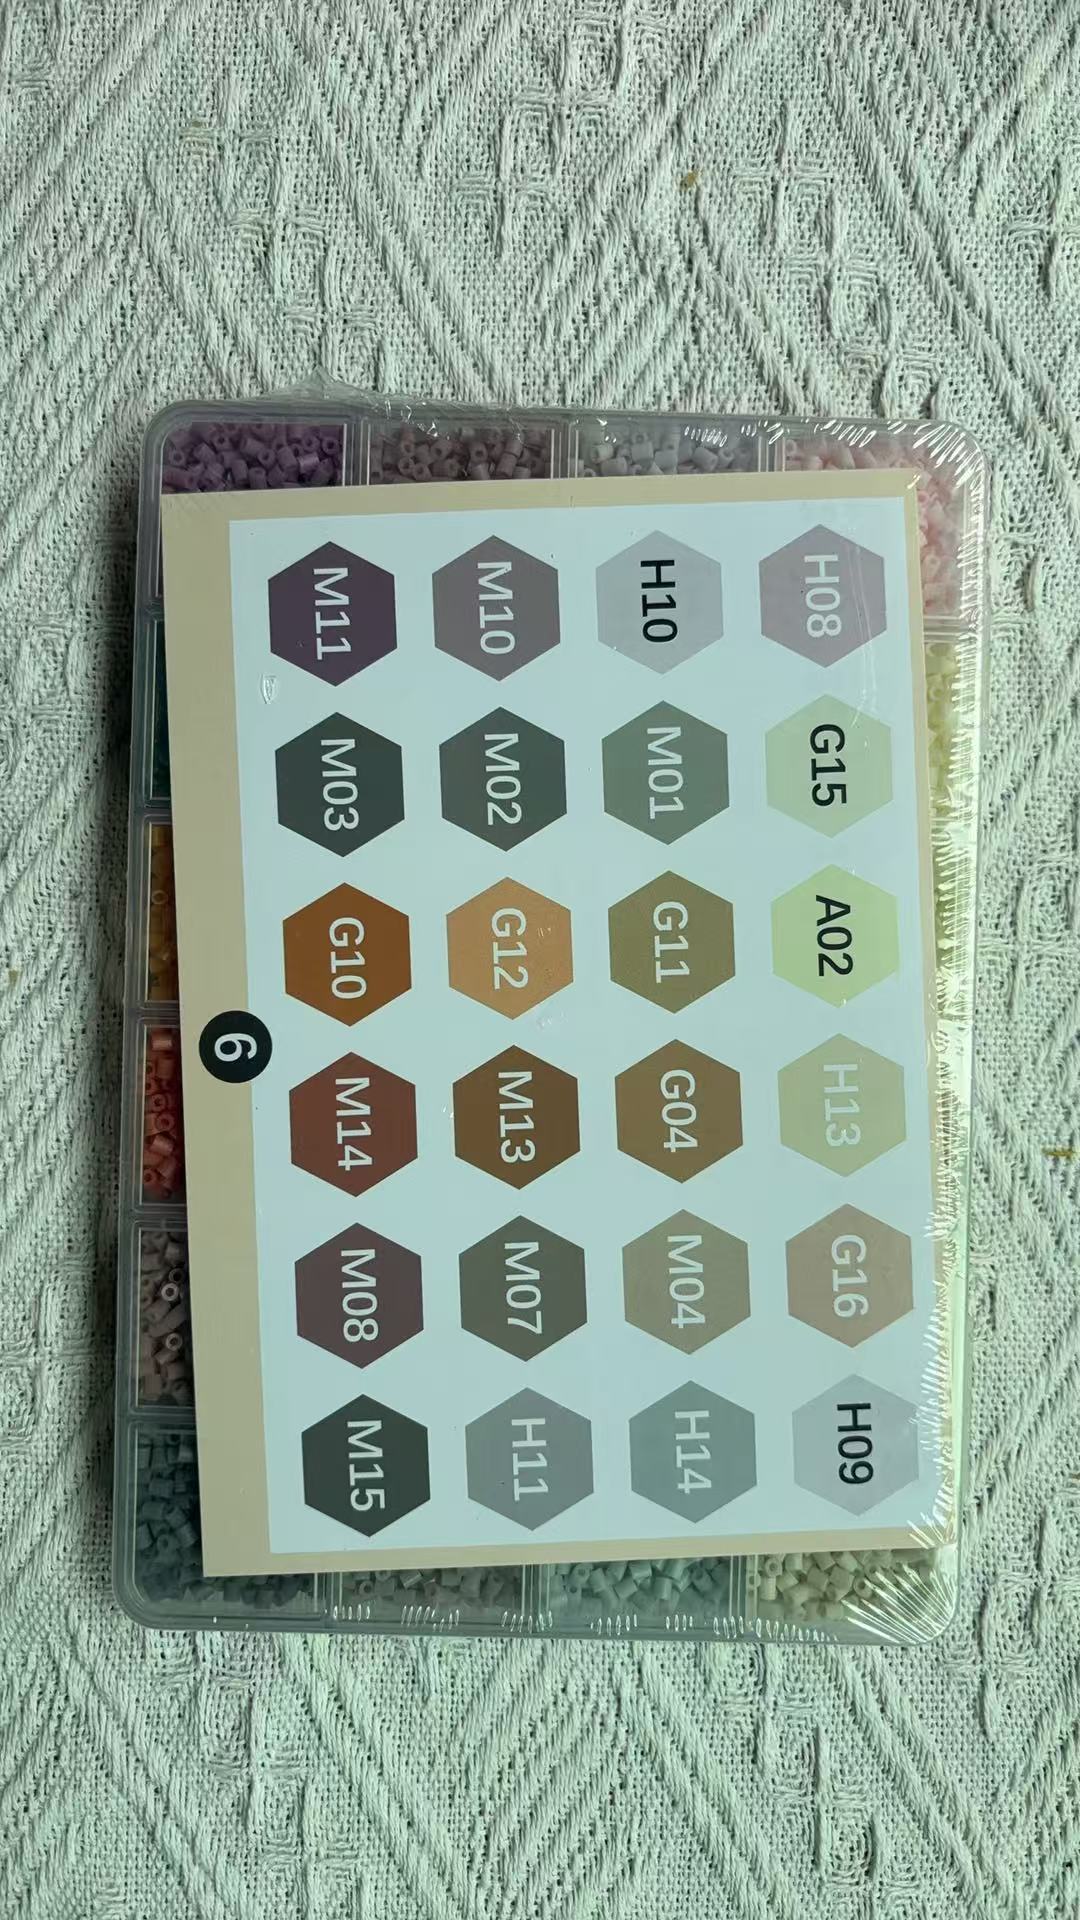 H08 G15 A02 H13 G16 H09
H10 M01 G11 G04 M04 H14
M10 M02 G12 M13 M07 H11
M11 M03 G10 M14 M08 M15
6